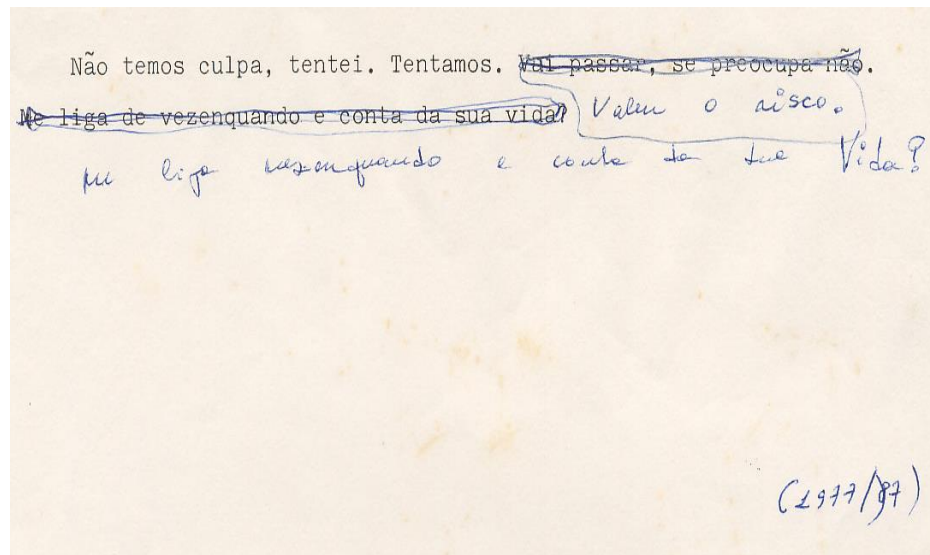 Não temos culpa, tentei. Tentamos. Vai passar, se preocupa não.
Me liga de vezenquando e conta da sua vida? Valeu o risco.
Me liga vezenquando e conta da tua vida?
(1977/87)